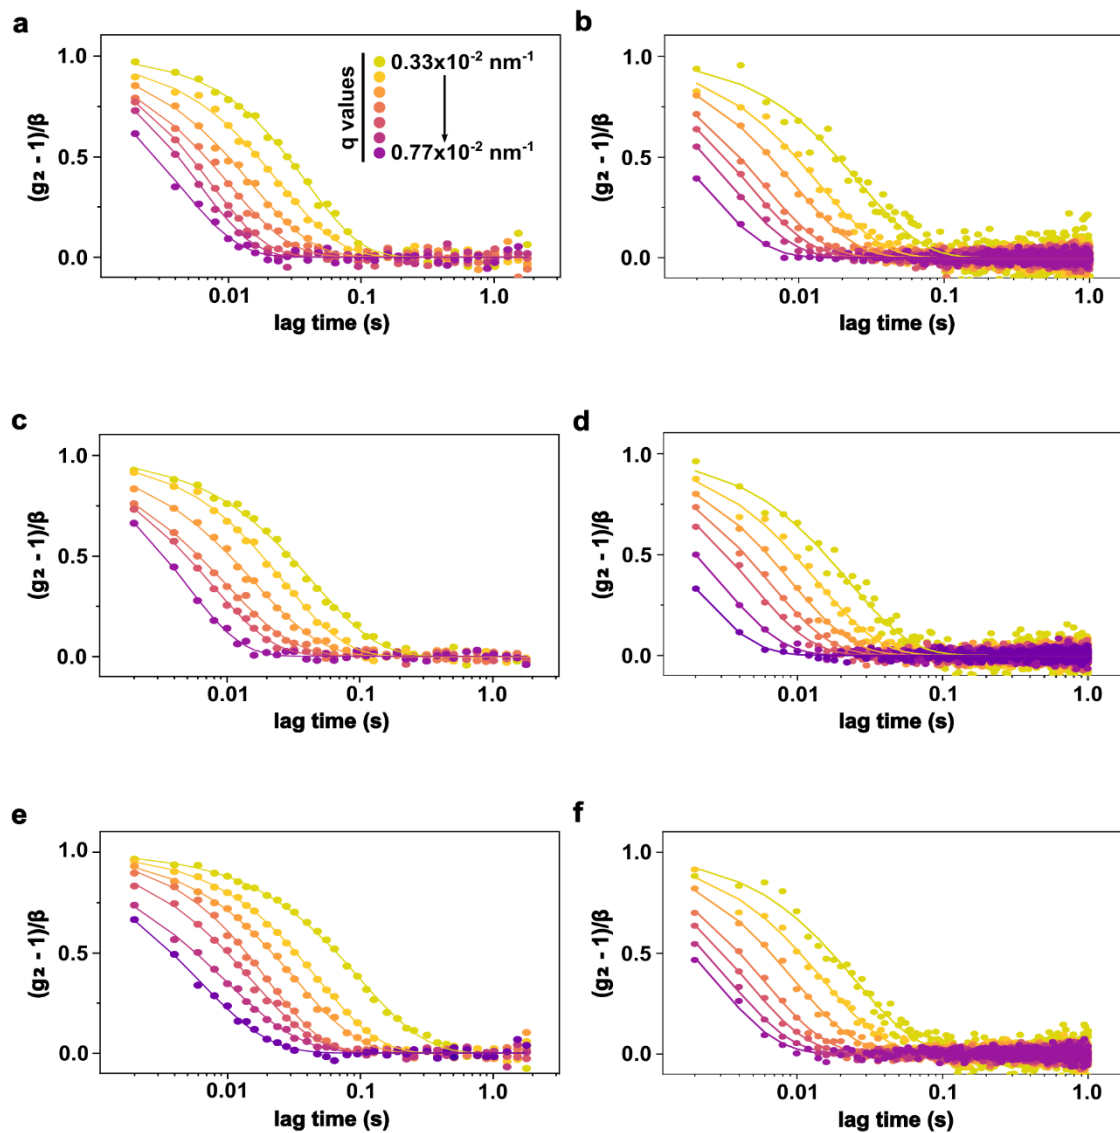 a
1.0
0.5
0.0
(g₂ - 1)/β
q values
0.33x10⁻² nm⁻¹
0.77x10⁻² nm⁻¹
0.01
0.1
1.0
lag time (s)
b
1.0
0.5
0.0
(g₂ - 1)/β
0.01
0.1
1.0
lag time (s)
c
1.0
0.5
0.0
(g₂ - 1)/β
0.01
0.1
1.0
lag time (s)
d
1.0
0.5
0.0
(g₂ - 1)/β
0.01
0.1
1.0
lag time (s)
e
1.0
0.5
0.0
(g₂ - 1)/β
0.01
0.1
1.0
lag time (s)
f
1.0
0.5
0.0
(g₂ - 1)/β
0.01
0.1
1.0
lag time (s)